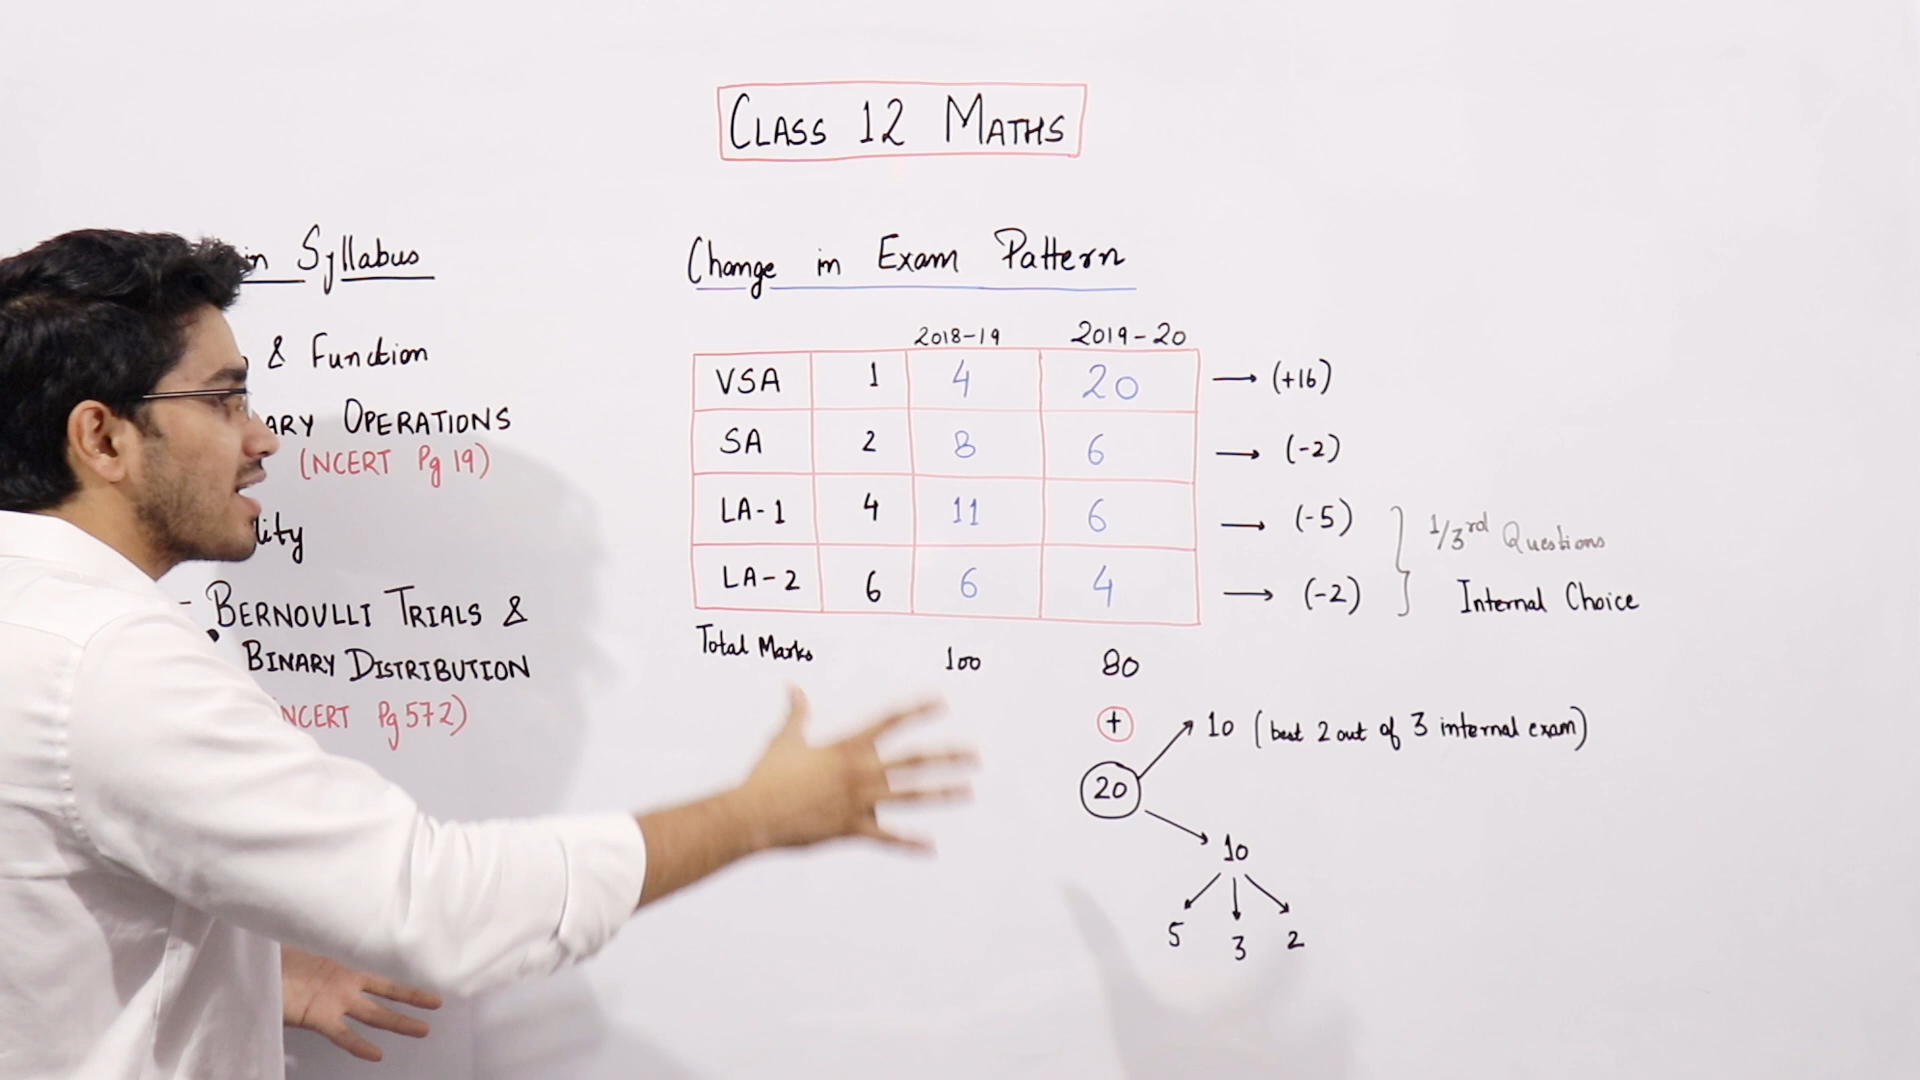 CLASS 12 MATHS
in Syllabus
& Function
ARY OPERATIONS
(NCERT Pg 19)
lity
- BERNOULLI TRIALS &
BINARY DISTRIBUTION
NCERT Pg 572)
Change in Exam Pattern
2018-19 2019-20
VSA 1 4 20 → (+16)
SA 2 8 6 → (-2)
LA-1 4 11 6 → (-5)
LA-2 6 6 4 → (-2)
1/3rd Questions
Internal Choice
Total Marks 100 80
+
20
10 (best 2 out of 3 internal exam)
10
5 3 2